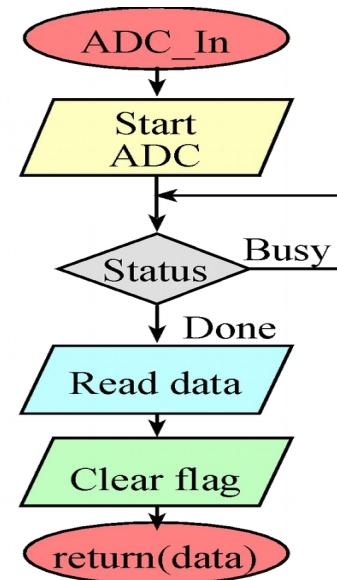 ADC_In
Start
ADC
Status
Busy
Done
Read data
Clear flag
return(data)